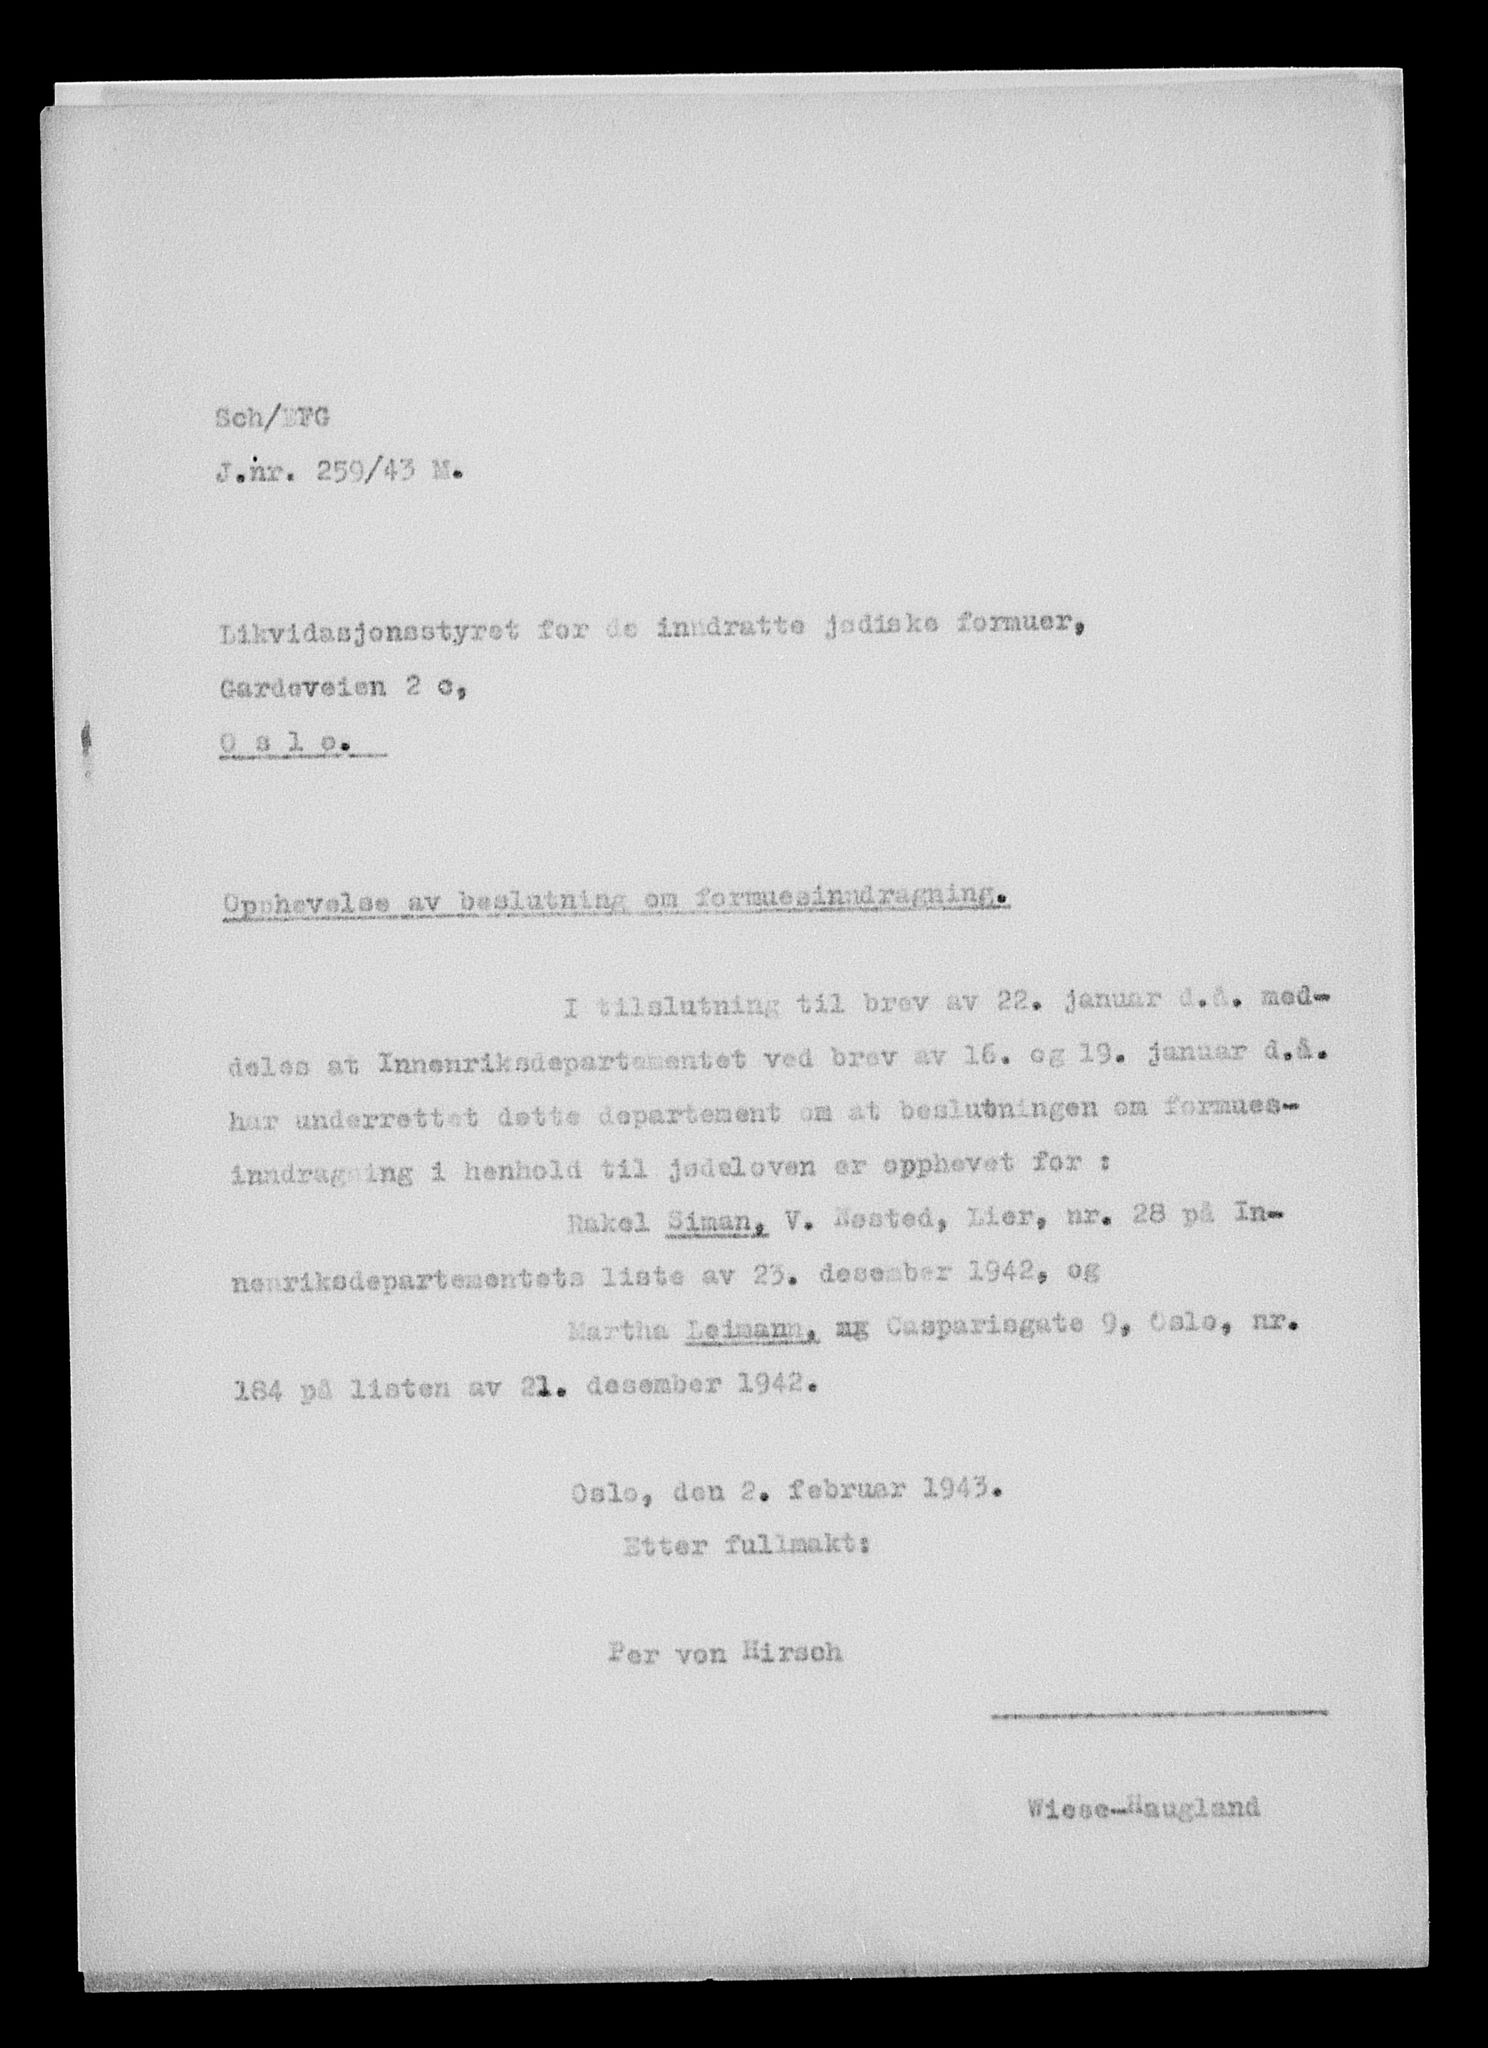 Sch/EFG
J.nr. 259/43 M.
Likvidasjonsstyret for de inndratte jødiske formuer,
Gardeveien 2 c,
O s l o.
Opphevelse av beslutning om formuesinndragning.
I tilslutning til brev av 22. januar d.å. med-
deles at Innenriksdepartementet ved brev av 16. og 19. januar d.å.
har underrettet dette departement om at beslutningen om formues-
inndragning i henhold til jødeloven er opphevet for :
Rakel Siman, V. Nøsted, Lier, nr. 28 på In-
nenriksdepartementets liste av 23. desember 1942, og
Martha Leimann, Casparisgate 9, Oslo, nr.
184 på listen av 21. desember 1942.
Oslo, den 2. februar 1943.
Etter fullmakt:
Per von Hirsch
Wiese-Haugland